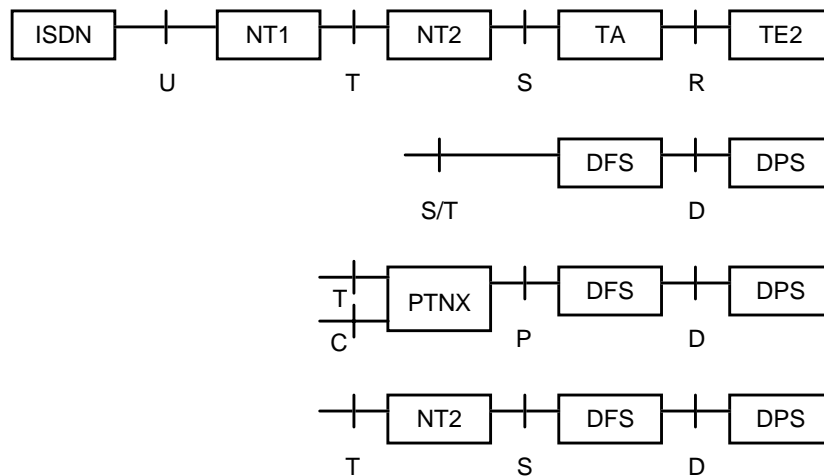 ISDN NT1 NT2 TA TE2
U T S R
DFS DPS
S/T D
T PTNX DFS DPS
C P D
NT2 DFS DPS
T S D